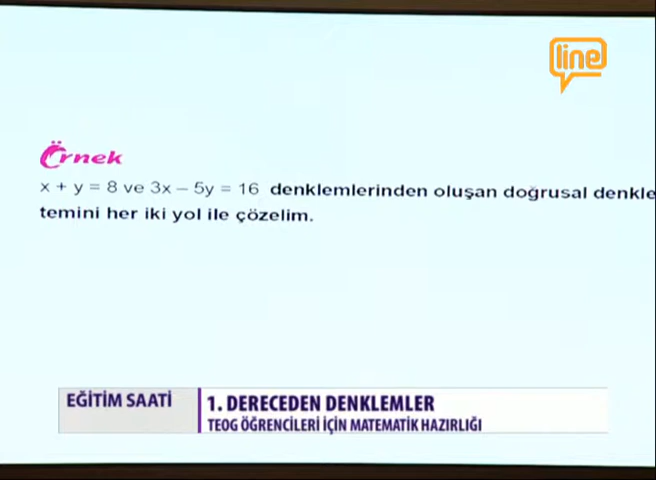 line
Örnek
x + y = 8 ve 3x – 5y = 16 denklemlerinden oluşan doğrusal denkle
temini her iki yol ile çözelim.
EĞİTİM SAATİ
1. DERECEDEN DENKLEMLER
TEOG ÖĞRENCİLERİ İÇİN MATEMATİK HAZIRLIĞI